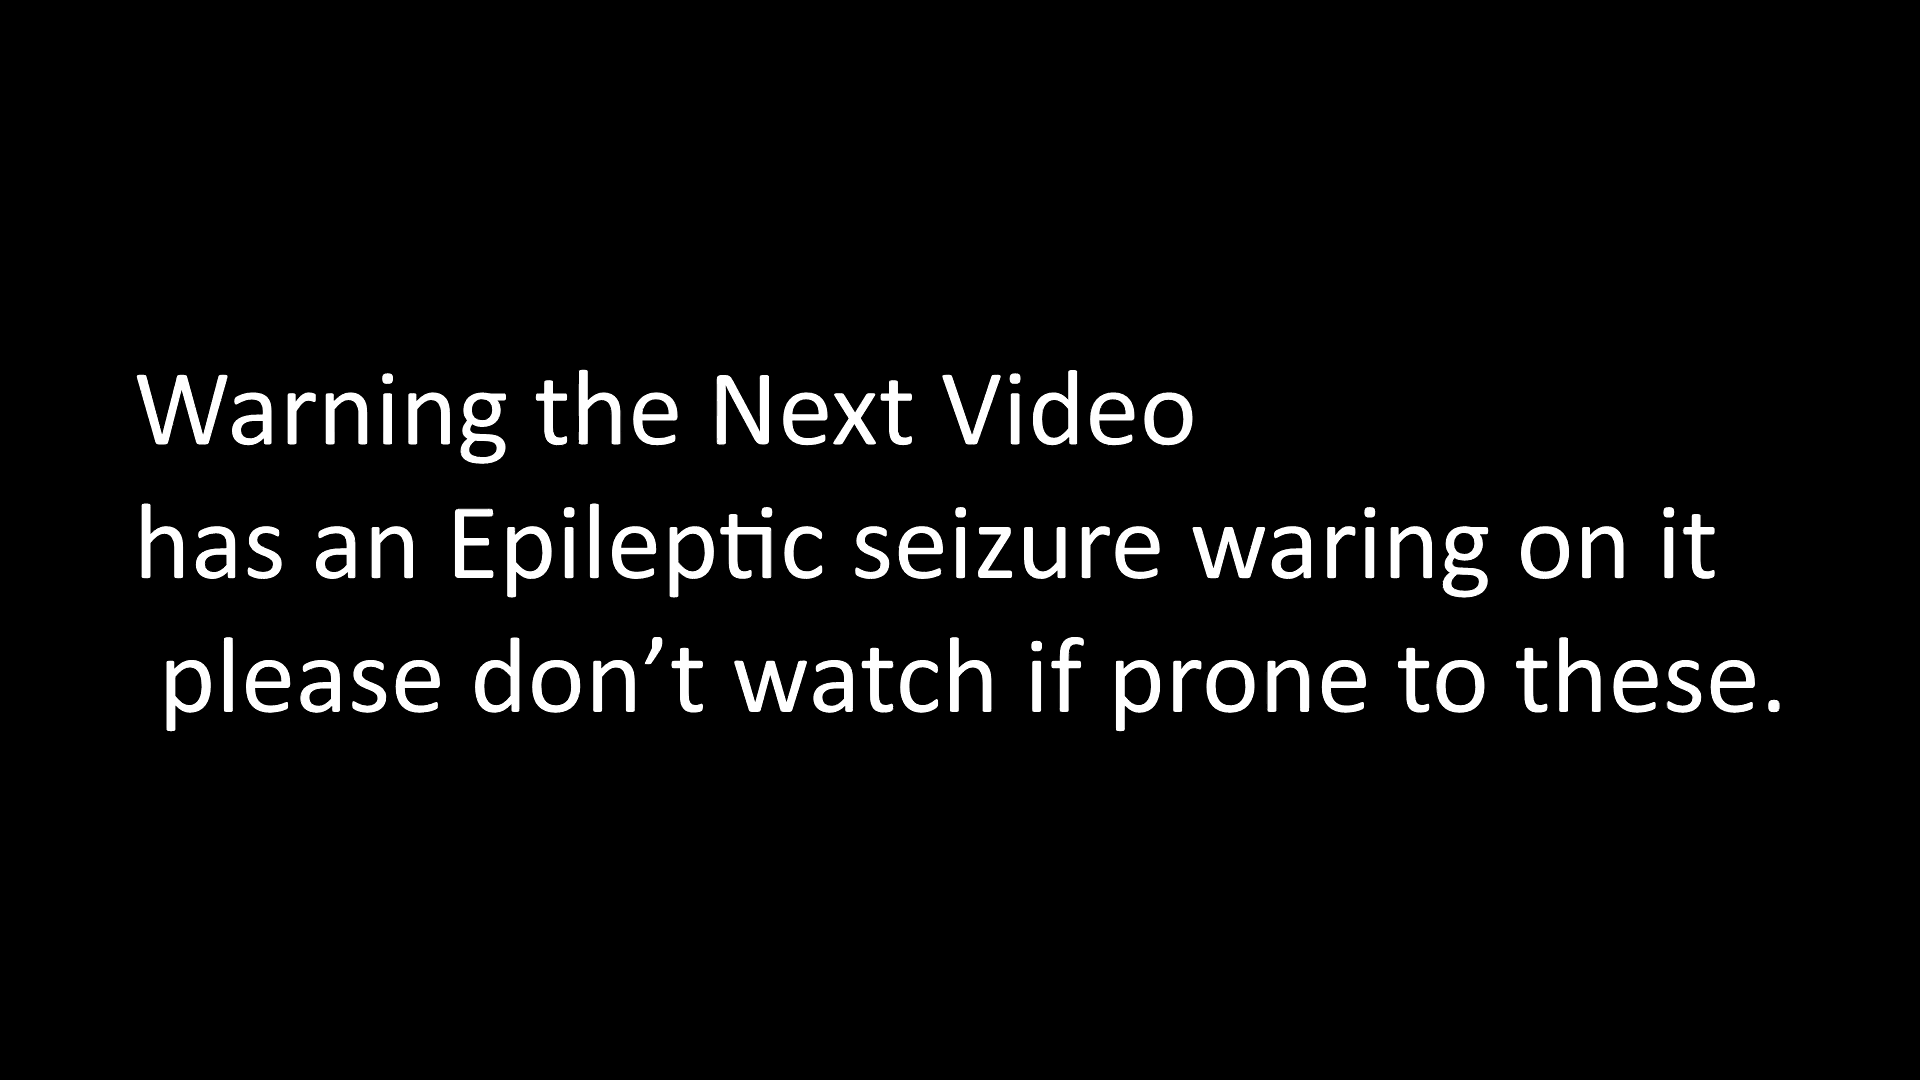 Warning the Next Video
has an Epileptic seizure waring on it
please don’t watch if prone to these.